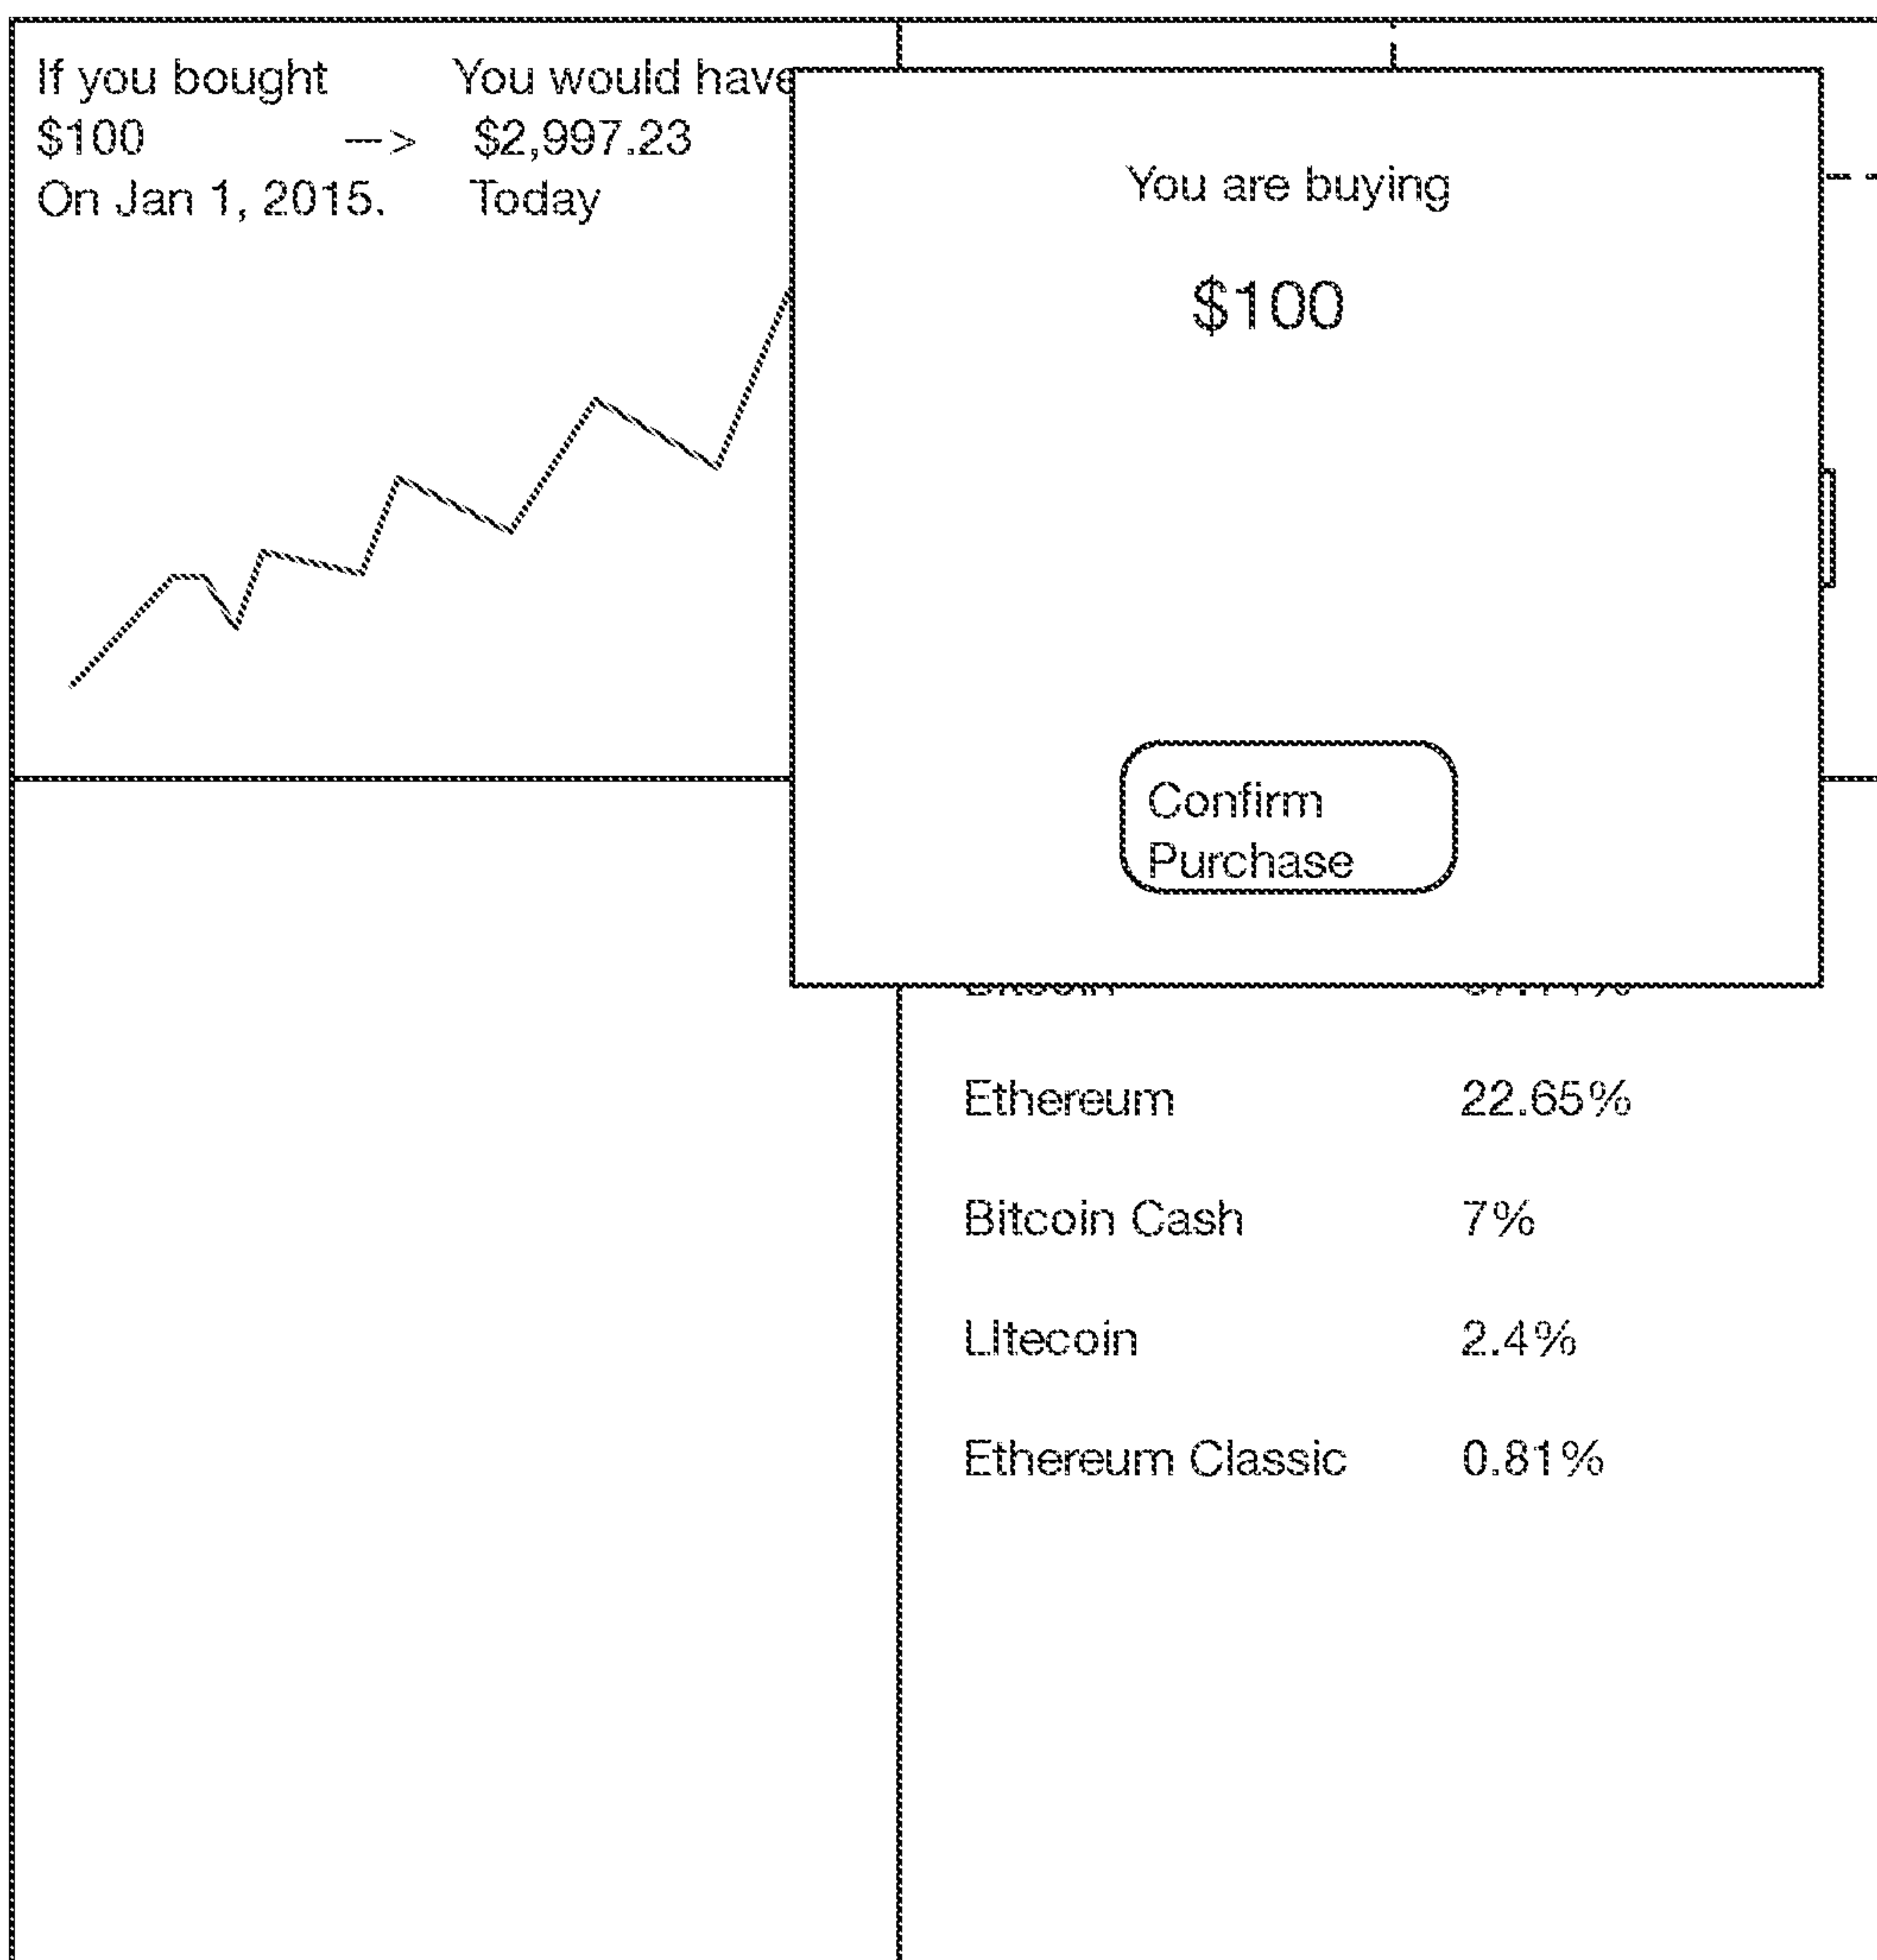 If you bought You would have
$100 --> $2,997.23
On Jan 1, 2015. Today
You are buying
$100
Confirm
Purchase
Ethereum 22.65%
Bitcoin Cash 7%
LItecoin 2.4%
Ethereum Classic 0.81%